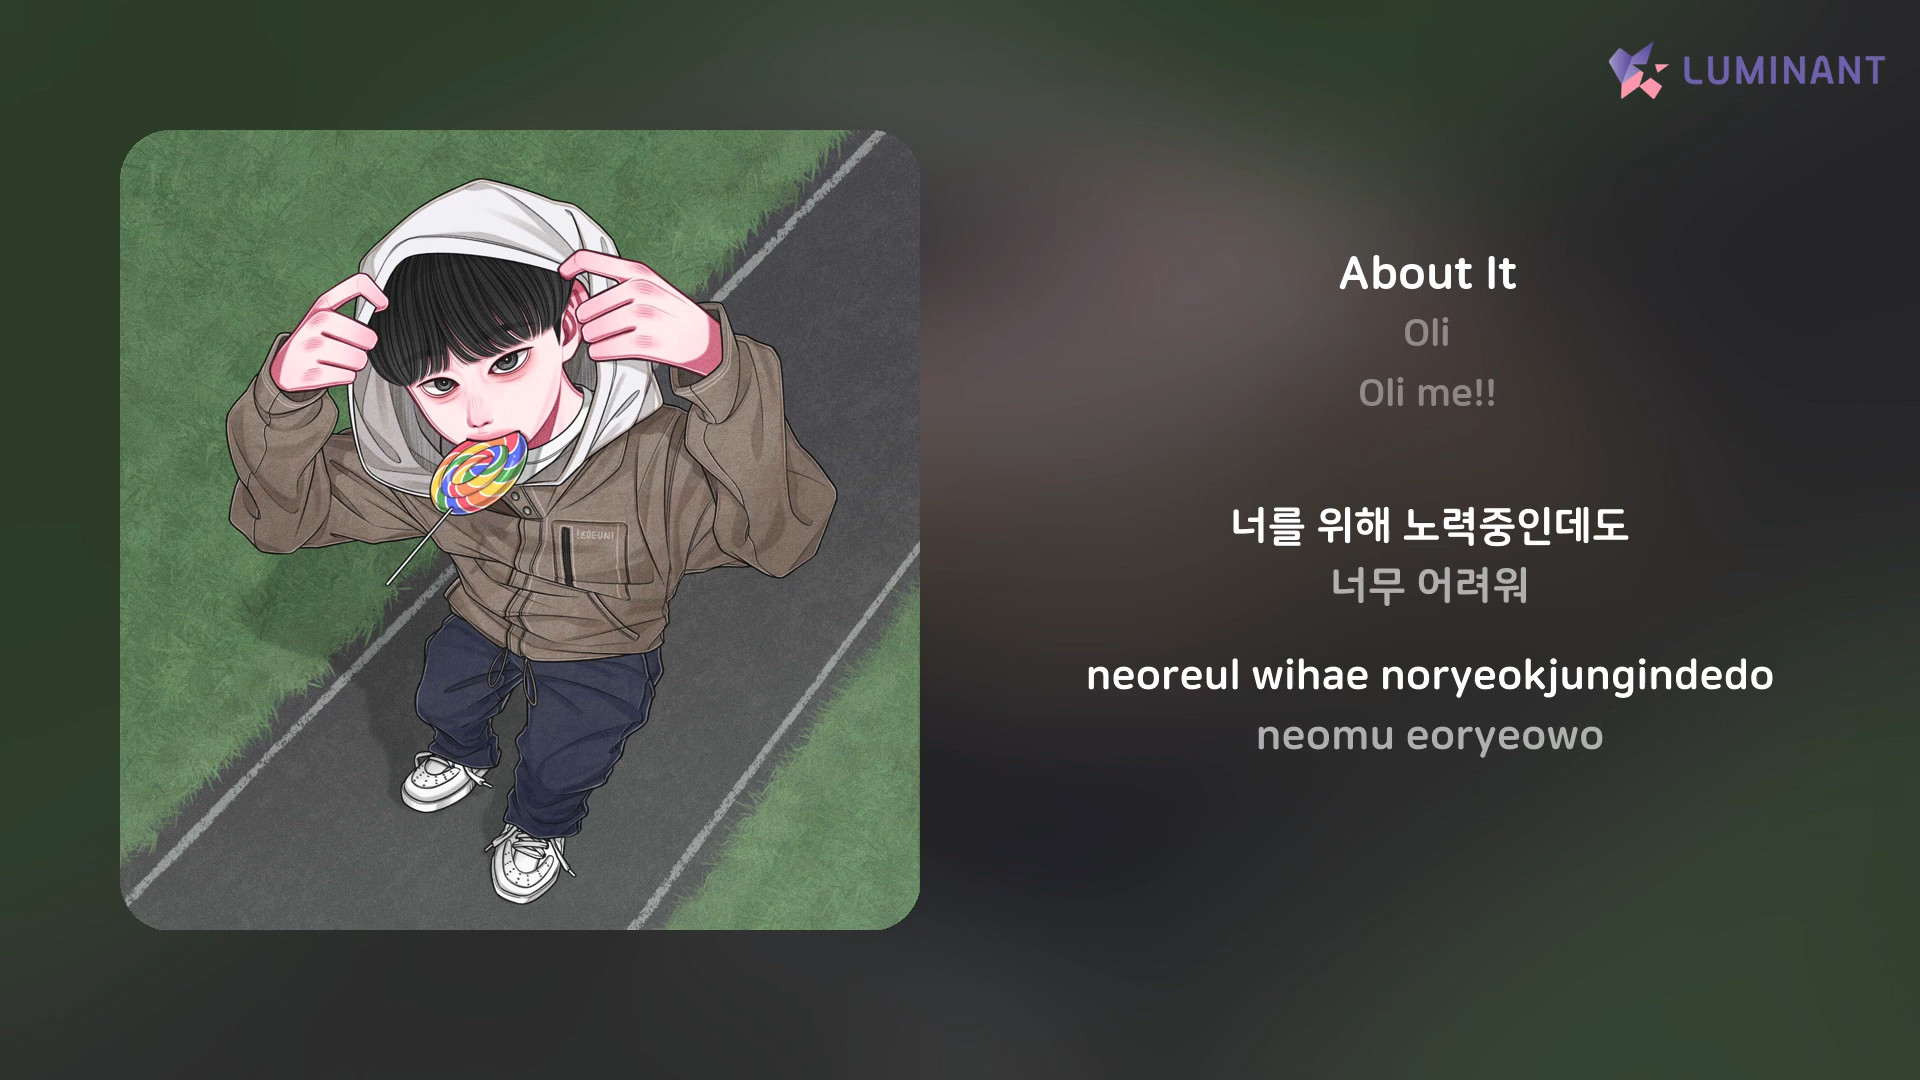 LUMINANT
About It
Oli
Oli me!!
너를 위해 노력중인데도
너무 어려워
neoreul wihae noryeokjungindedo
neomu eoryeowo